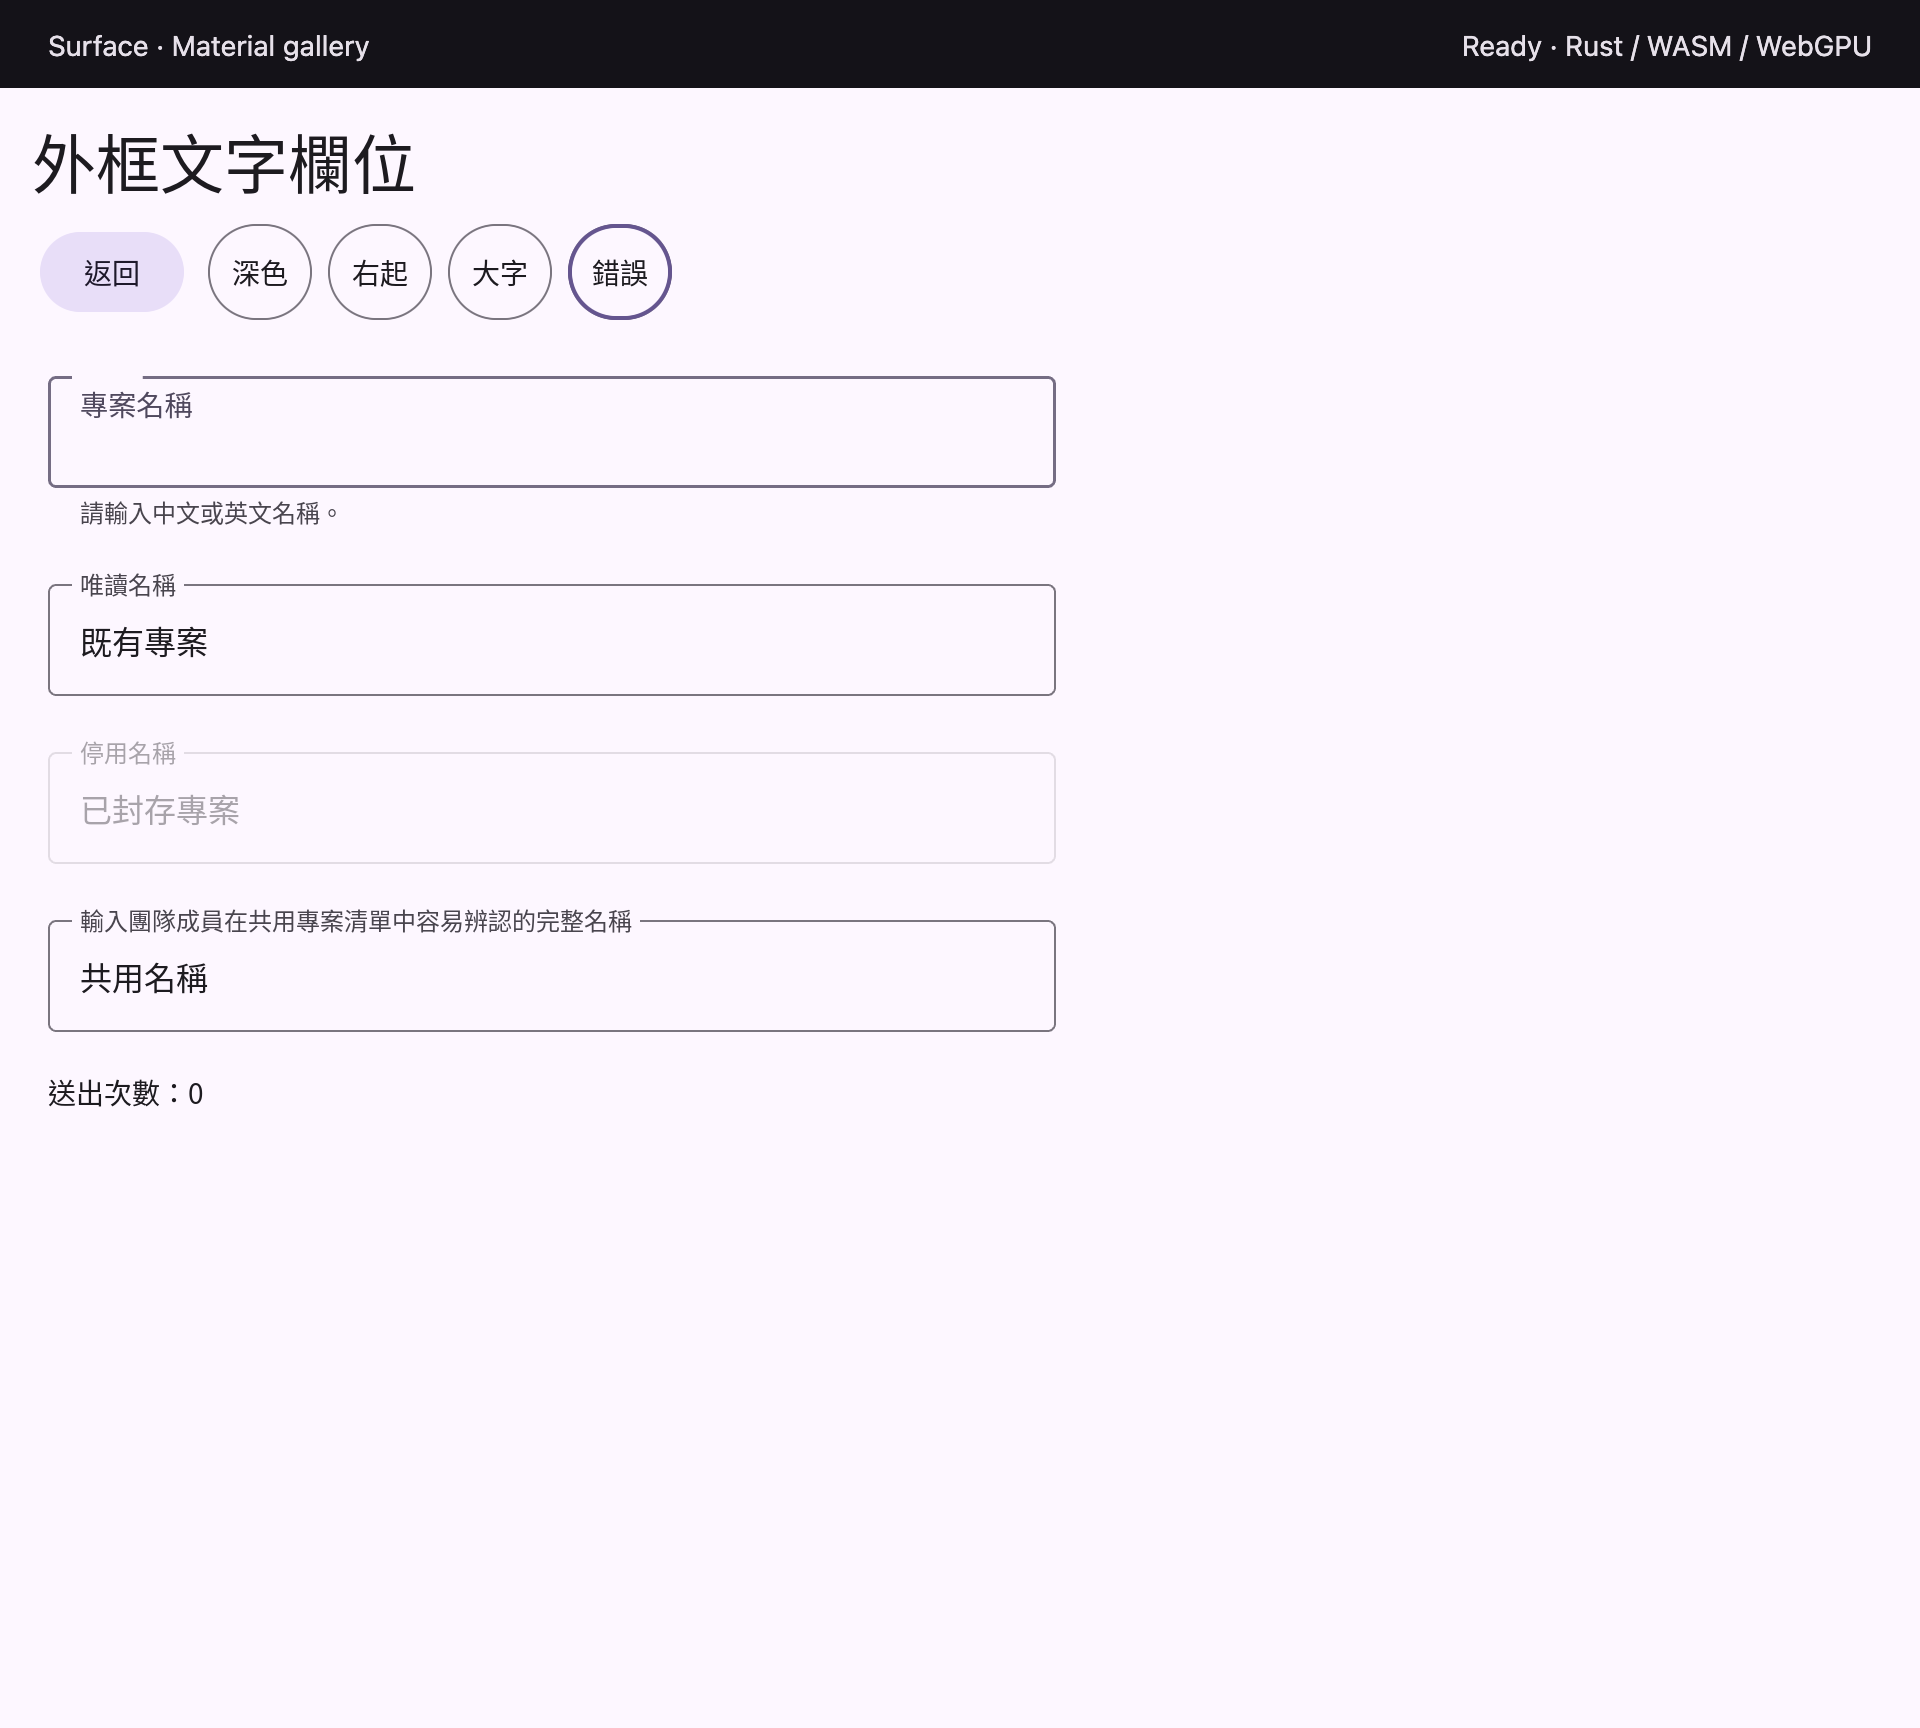 Surface · Material gallery
Ready · Rust / WASM / WebGPU
外框文字欄位
返回
深色
右起
大字
錯誤
專案名稱
請輸入中文或英文名稱。
唯讀名稱
既有專案
停用名稱
已封存專案
輸入團隊成員在共用專案清單中容易辨認的完整名稱
共用名稱
送出次數：0